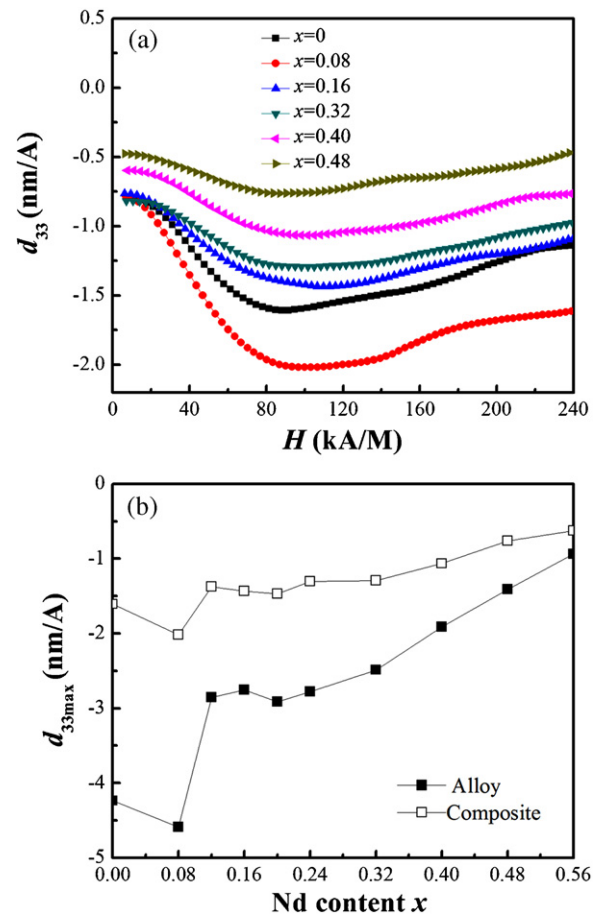 (a)
x=0
x=0.08
x=0.16
x=0.32
x=0.40
x=0.48
0.5
0.0
-0.5
-1.0
-1.5
-2.0
d33 (nm/A)
0 40 80 120 160 200 240
H (kA/M)
(b)
0
-1
-2
-3
-4
-5
d33max (nm/A)
Alloy
Composite
0.00 0.08 0.16 0.24 0.32 0.40 0.48 0.56
Nd content x